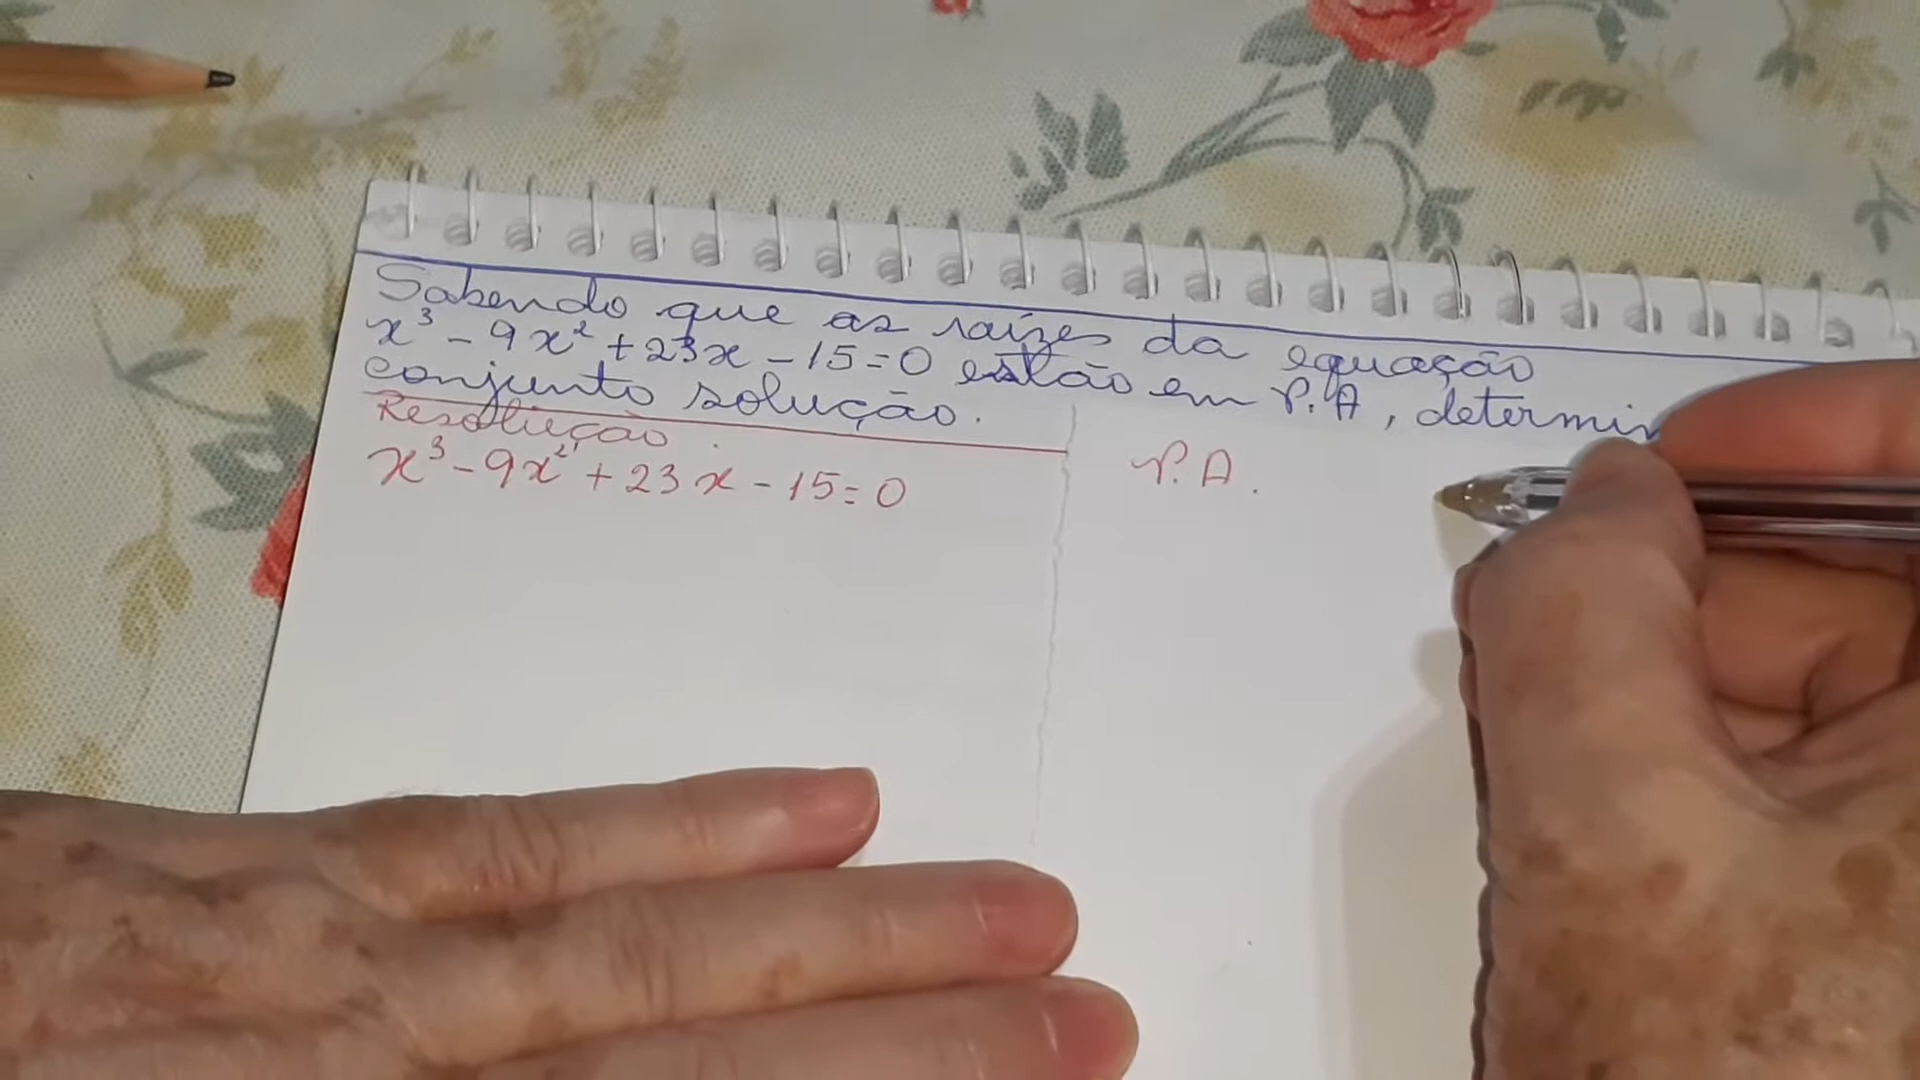 Sabendo que as raízes da equação
x³ - 9x² + 23x - 15 = 0 estão em P.A, determin
conjunto solução.
Resolução
x³ - 9x² + 23x - 15 = 0
P.A.